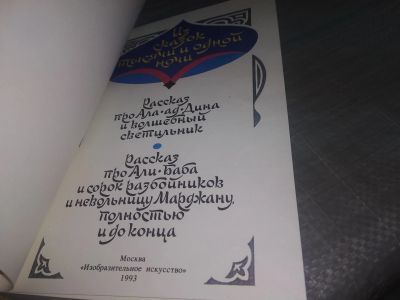 Из
сказок
тысячи и одной
ночи
Рассказ
про Ала-ад-Дина
и волшебный
светильник
Рассказ
про Али-Баба
и сорок разбойников
и невольницу Марджану,
полностью
и до конца
Москва
«Изобразительное искусство»
1993